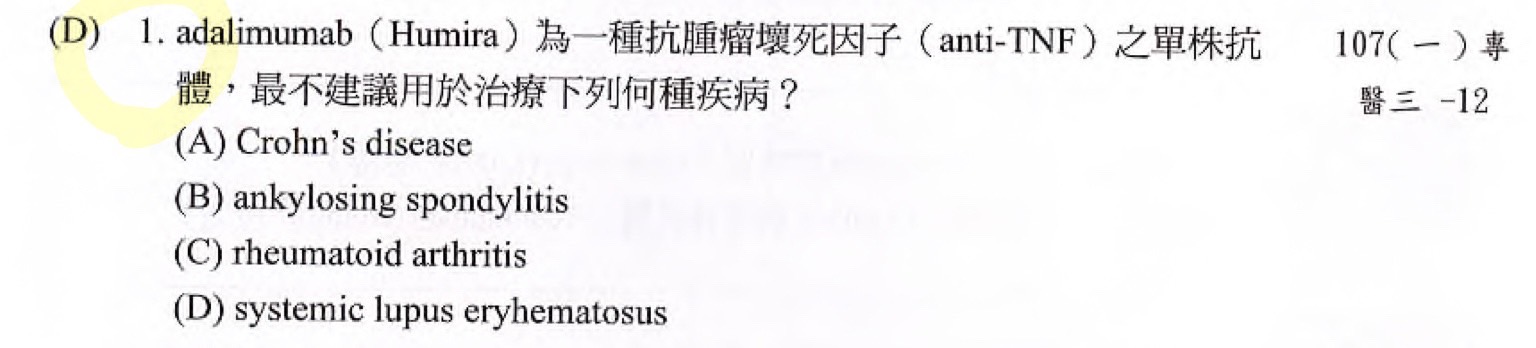 (D) 1. adalimumab（Humira）為一種抗腫瘤壞死因子（anti-TNF）之單株抗 107(一)專
體，最不建議用於治療下列何種疾病？ 醫三 -12
(A) Crohn’s disease
(B) ankylosing spondylitis
(C) rheumatoid arthritis
(D) systemic lupus eryhematosus